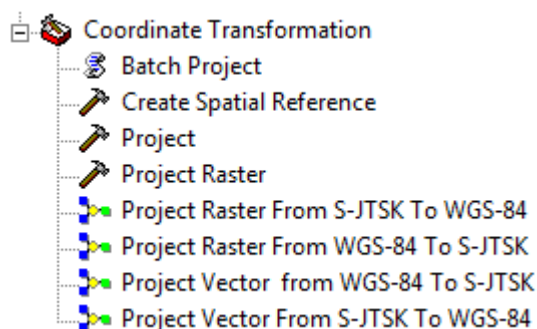 Coordinate Transformation
Batch Project
Create Spatial Reference
Project
Project Raster
Project Raster From S-JTSK To WGS-84
Project Raster From WGS-84 To S-JTSK
Project Vector  from WGS-84 To S-JTSK
Project Vector From S-JTSK To WGS-84